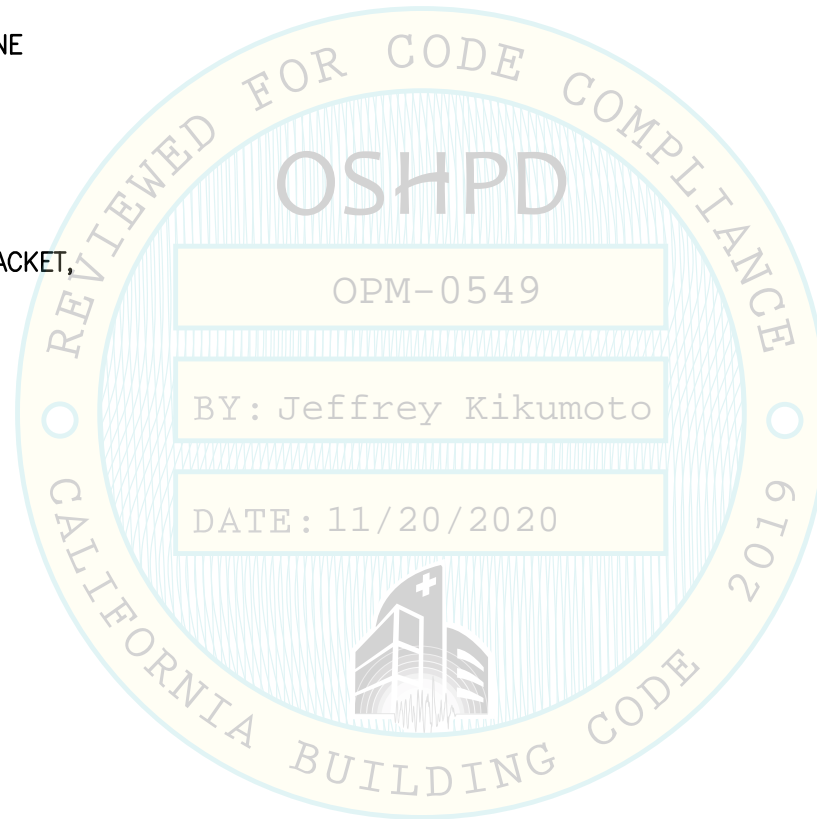 NE
ACKET,
REVIEWED FOR CODE COMPLIANCE
OSHPD
OPM-0549
BY: Jeffrey Kikumoto
DATE: 11/20/2020
CALIFORNIA BUILDING CODE 2019